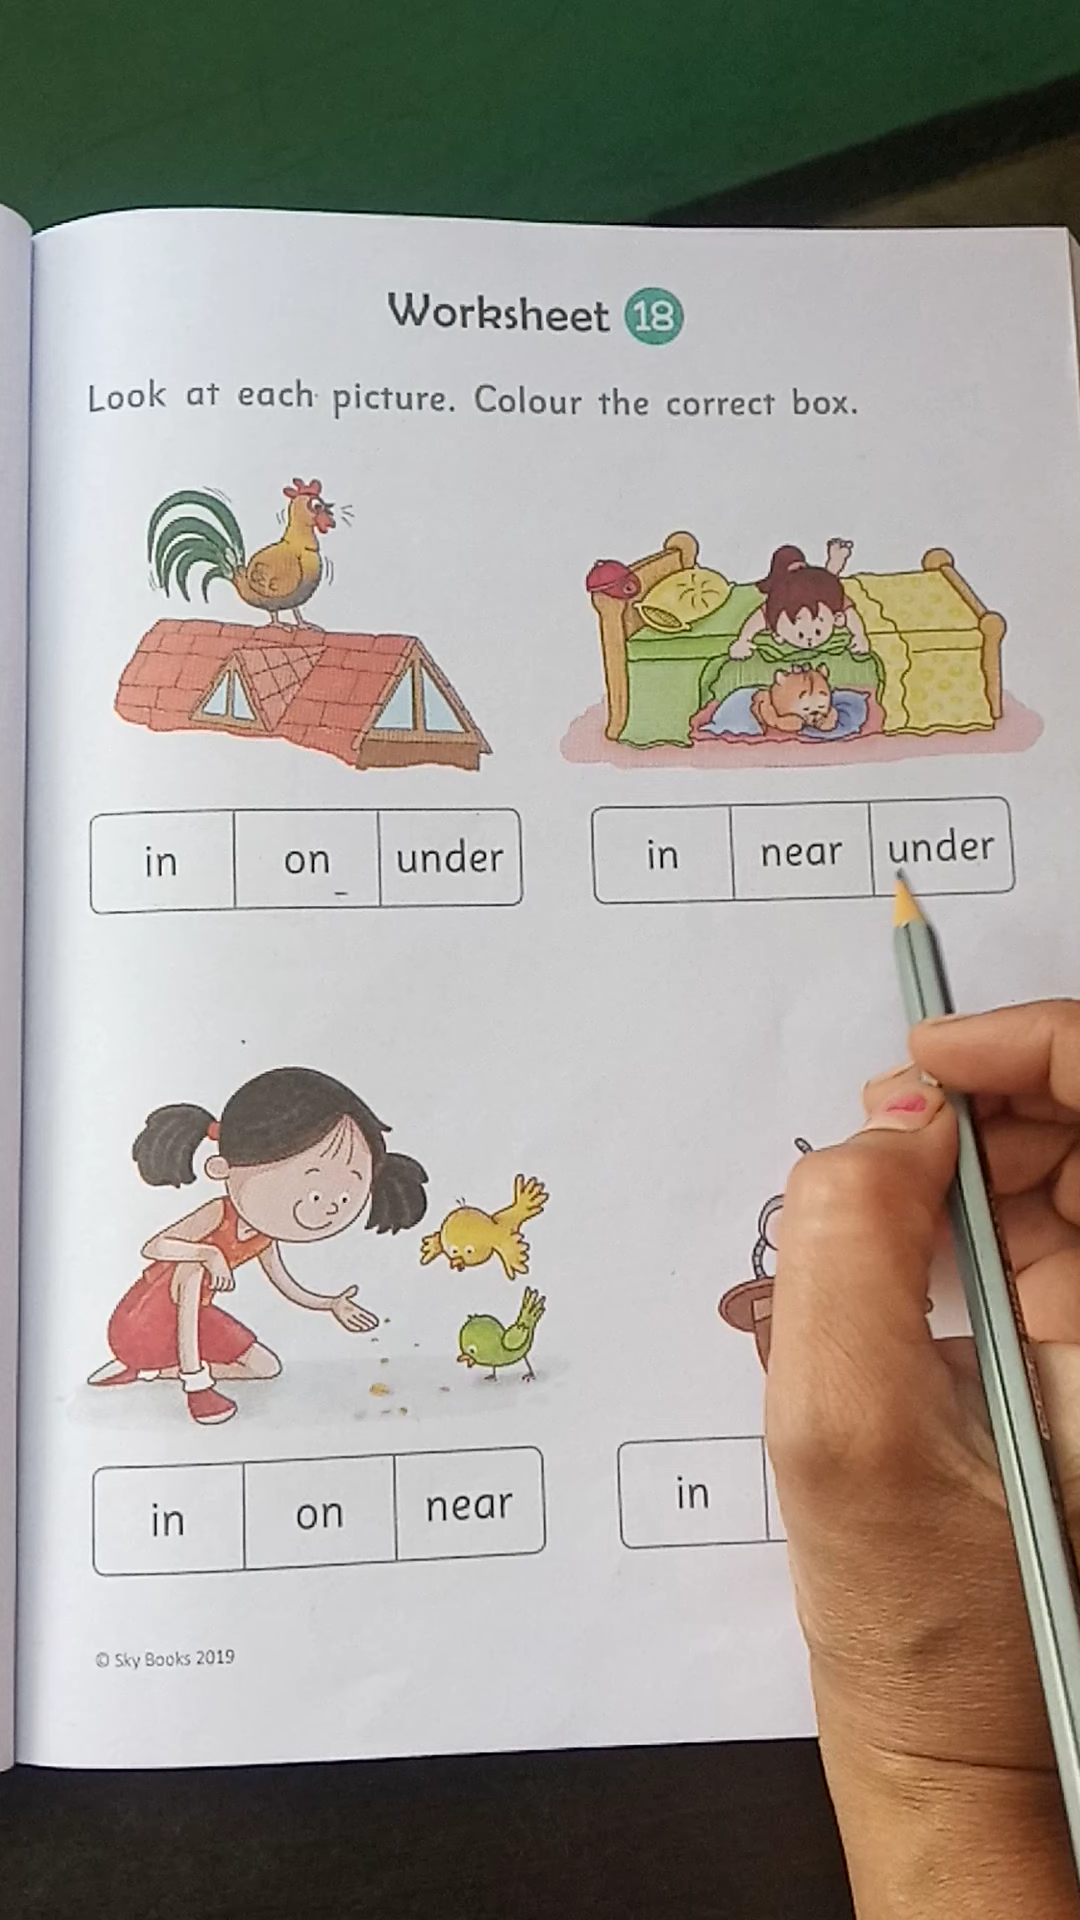 Worksheet 18
Look at each picture. Colour the correct box.
in on under
in near under
in on near
in
© Sky Books 2019